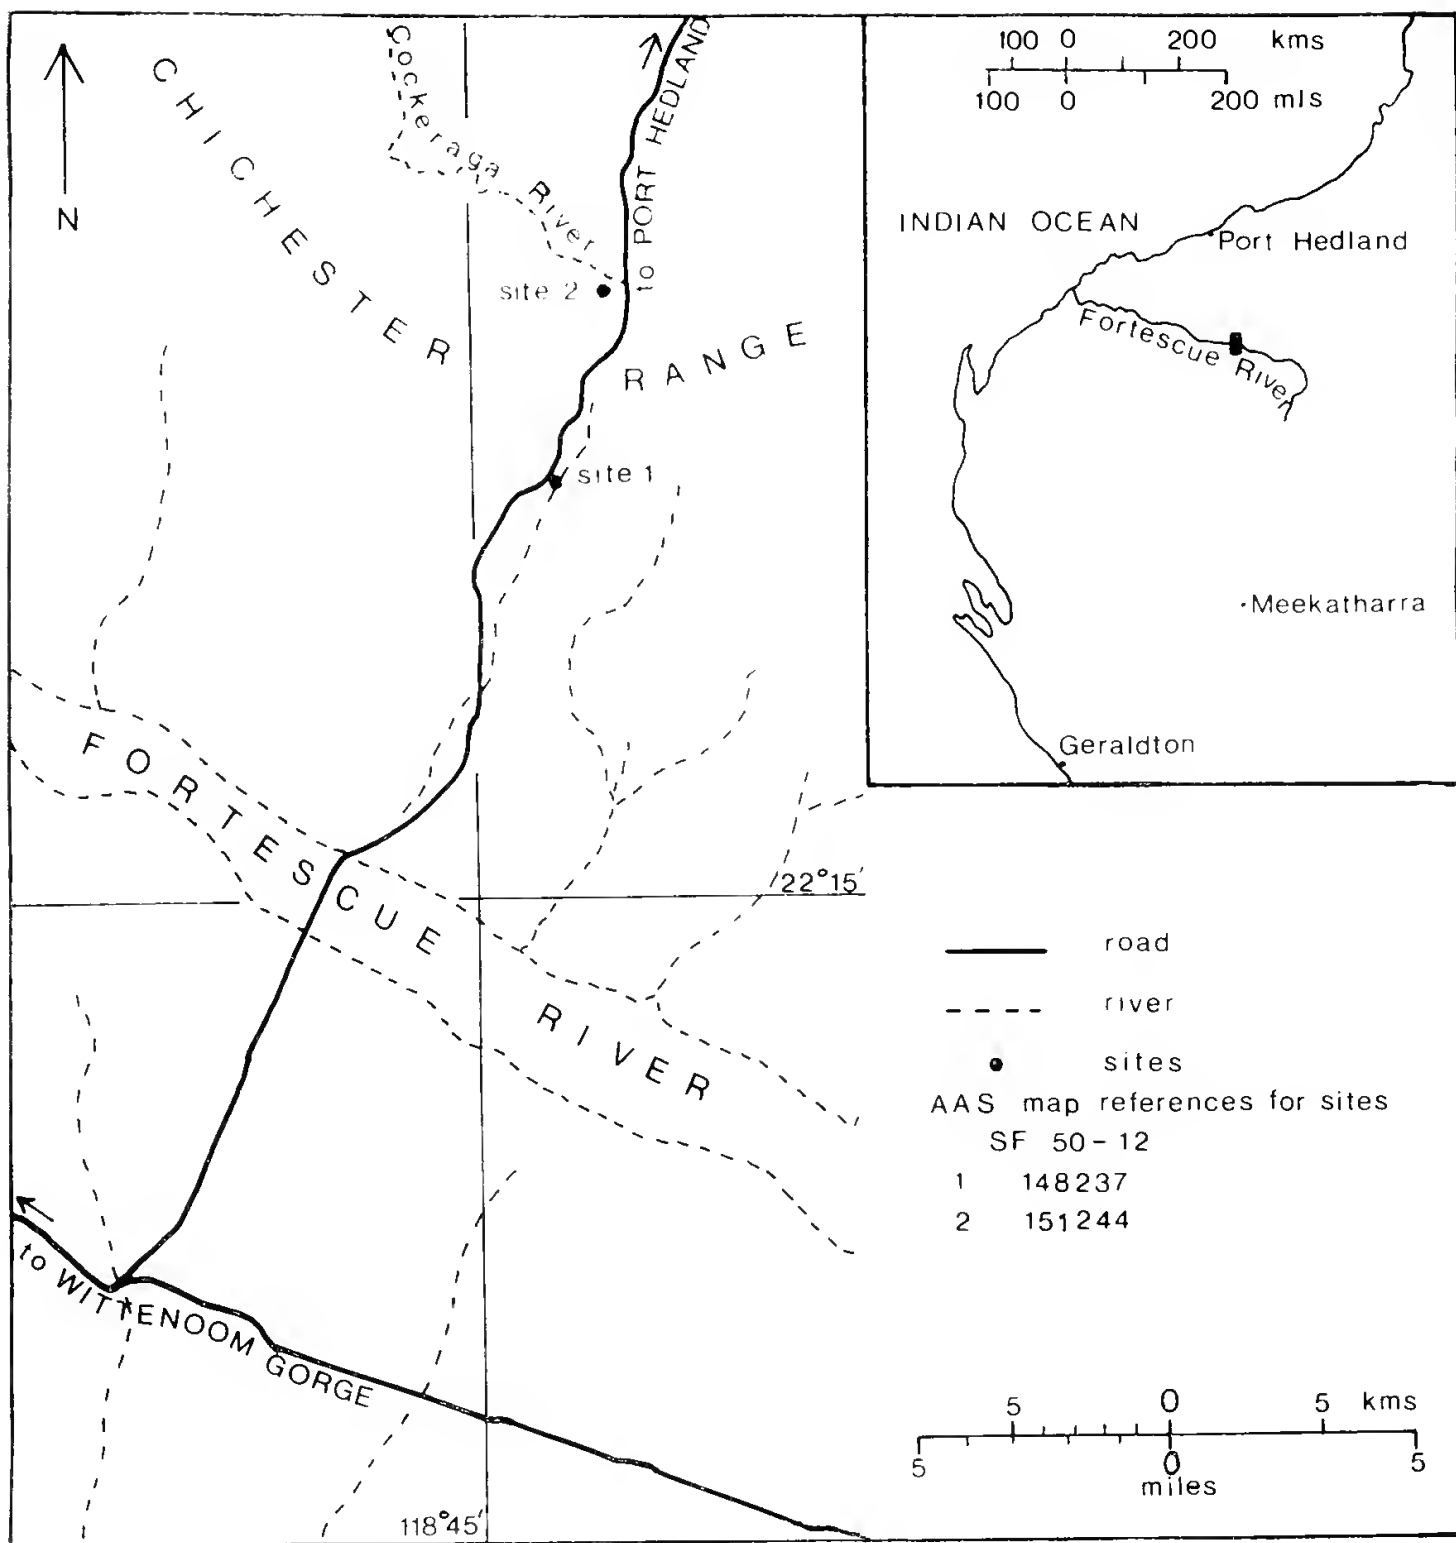 N
CHICHESTER
RANGE
Cockeraga River
to PORT HEDLAND
site 2
site 1
FORTESCUE
RIVER
22°15′
118°45′
to WITTENOOM GORGE
100 0 200 kms
100 0 200 mls
INDIAN OCEAN
Port Hedland
Fortescue River
Meekatharra
Geraldton
road
river
sites
AAS map references for sites
SF 50-12
1 148237
2 151244
5 0 5 kms
5 0 5
miles